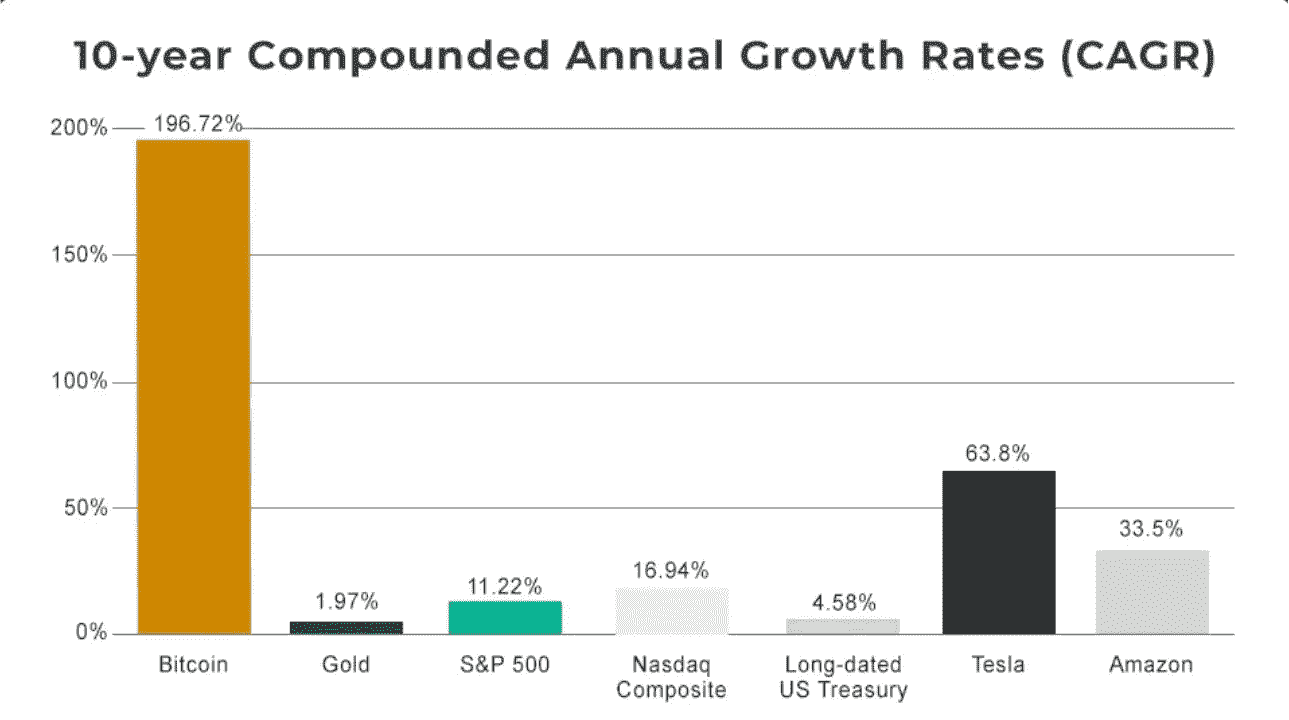 10-year Compounded Annual Growth Rates (CAGR)
200%
196.72%
150%
100%
50%
0%
1.97%
11.22%
16.94%
4.58%
63.8%
33.5%
Bitcoin
Gold
S&P 500
Nasdaq
Composite
Long-dated
US Treasury
Tesla
Amazon